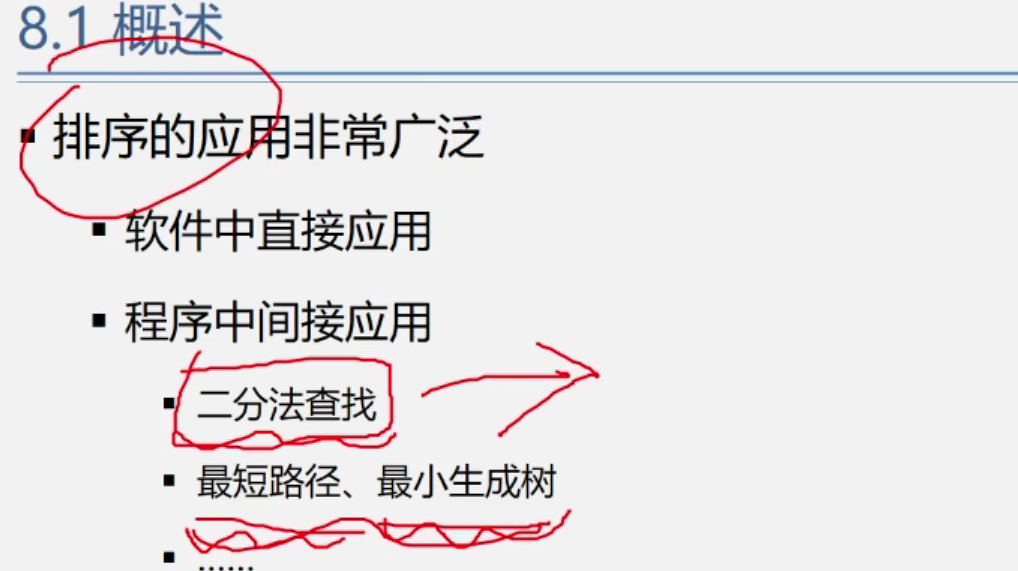 8.1 概述
排序的应用非常广泛
软件中直接应用
程序中间接应用
二分法查找
最短路径、最小生成树
......